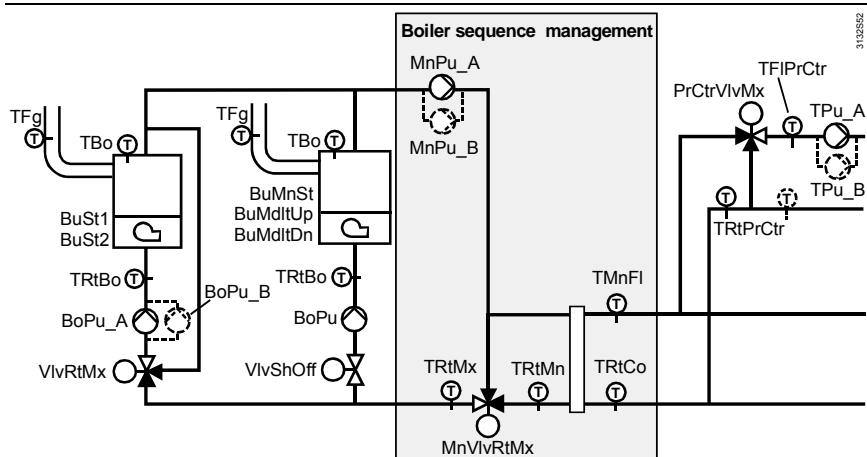 Boiler sequence management
3132S52
MnPu_A
MnPu_B
TFlPrCtr
PrCtrVlvMx
TPu_A
TPu_B
TFg
T
TBo
T
TFg
T
TBo
T
T
T
T
TRtPrCtr
BuSt1
BuSt2
BuMnSt
BuMdltUp
BuMdltDn
TRtBo
T
TRtBo
T
TMnFl
T
BoPu_B
BoPu_A
BoPu
VlvRtMx
VlvShOff
TRtMx
T
TRtMn
T
TRtCo
T
MnVlvRtMx